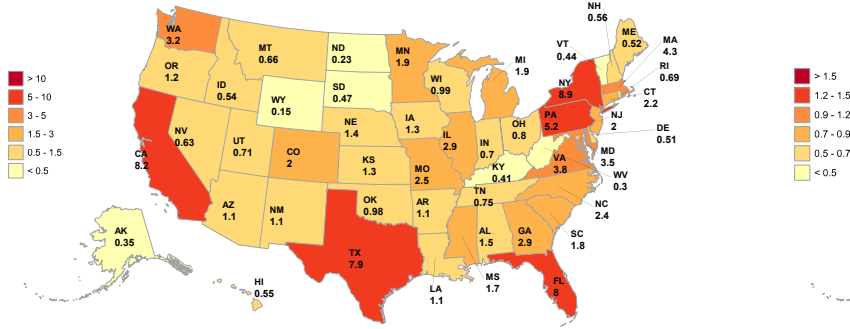 > 10
5 - 10
3 - 5
1.5 - 3
0.5 - 1.5
< 0.5
WA
3.2
OR
1.2
CA
8.2
NV
0.63
ID
0.54
MT
0.66
WY
0.15
UT
0.71
AZ
1.1
CO
2
NM
1.1
ND
0.23
SD
0.47
NE
1.4
KS
1.3
OK
0.98
TX
7.9
MN
1.9
IA
1.3
MO
2.5
AR
1.1
LA
1.1
WI
0.99
IL
2.9
MI
1.9
IN
0.7
OH
0.8
KY
0.41
TN
0.75
MS
1.7
AL
1.5
GA
2.9
FL
8
SC
1.8
NC
2.4
VA
3.8
WV
0.3
MD
3.5
DE
0.51
PA
5.2
NJ
2
NY
8.9
CT
2.2
RI
0.69
MA
4.3
VT
0.44
NH
0.56
ME
0.52
AK
0.35
HI
0.55
> 1.5
1.2 - 1.5
0.9 - 1.2
0.7 - 0.9
0.5 - 0.7
< 0.5